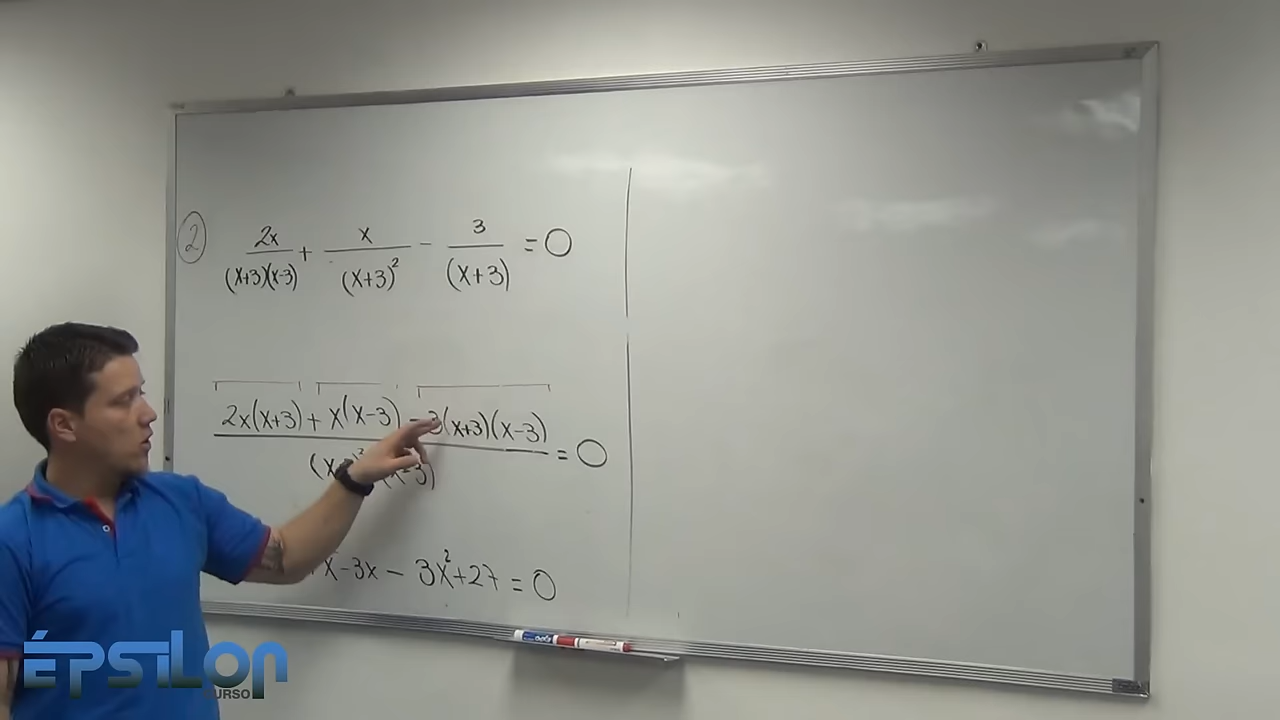 2
2x/(x+3)(x-3) + x/(x+3)² - 3/(x+3) = 0
2x(x+3) + x(x-3) - 3(x+3)(x-3)
= 0
x-3)
-3x - 3x²+27 = 0
ÉPSILON
CURSO